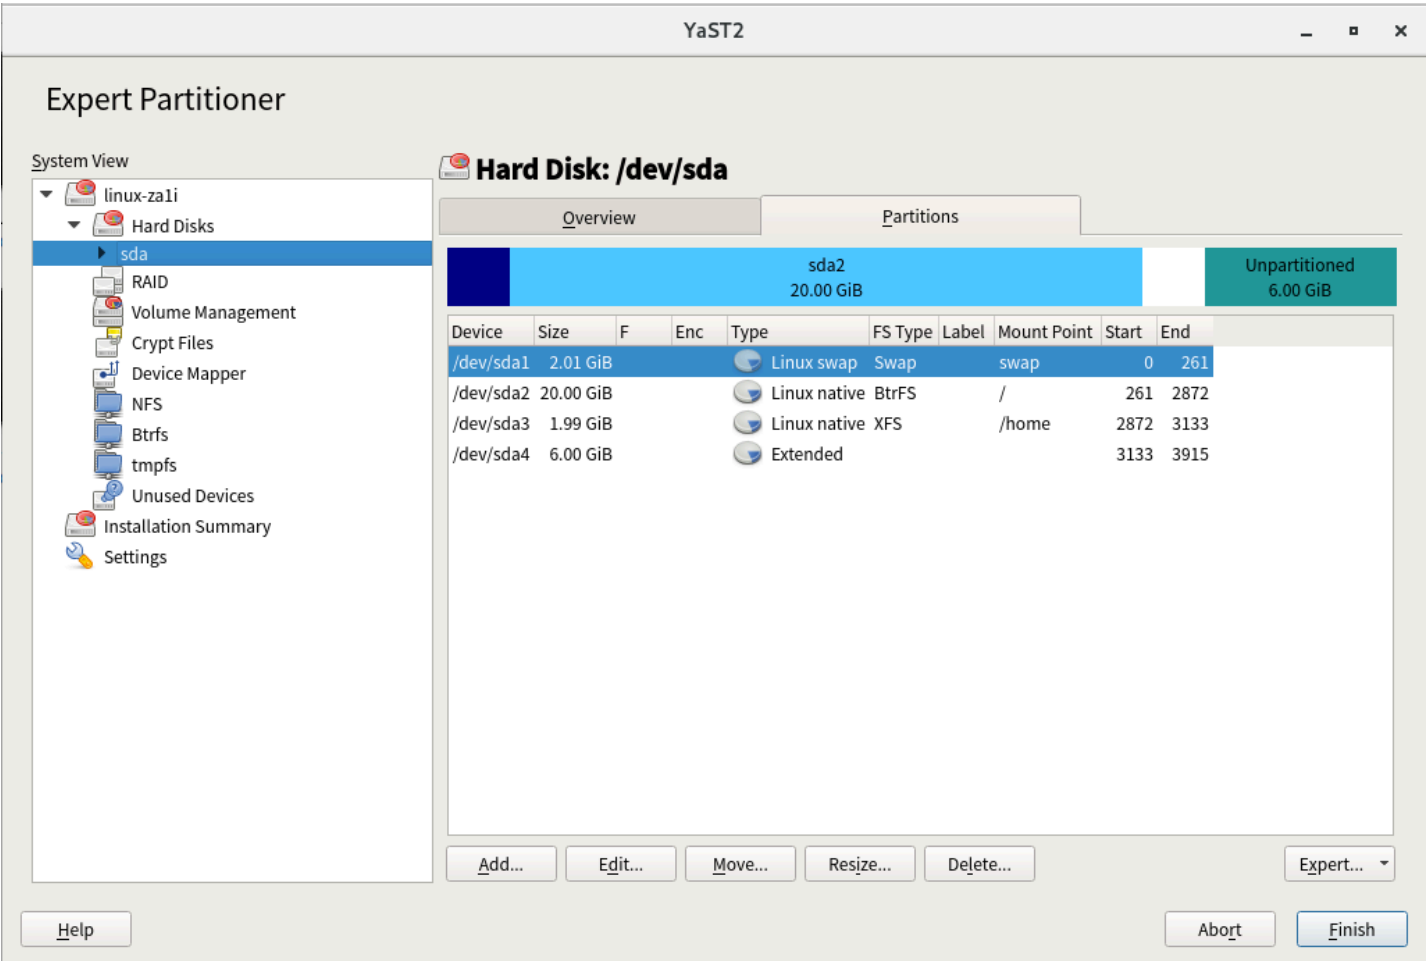 YaST2
Expert Partitioner
System View
linux-za1i
Hard Disks
sda
RAID
Volume Management
Crypt Files
Device Mapper
NFS
Btrfs
tmpfs
Unused Devices
Installation Summary
Settings
Hard Disk: /dev/sda
Overview Partitions
sda2 Unpartitioned
20.00 GiB 6.00 GiB
Device Size F Enc Type FS Type Label Mount Point Start End
/dev/sda1 2.01 GiB Linux swap Swap swap 0 261
/dev/sda2 20.00 GiB Linux native BtrFS / 261 2872
/dev/sda3 1.99 GiB Linux native XFS /home 2872 3133
/dev/sda4 6.00 GiB Extended 3133 3915
Add... Edit... Move... Resize... Delete... Expert...
Help Abort Finish